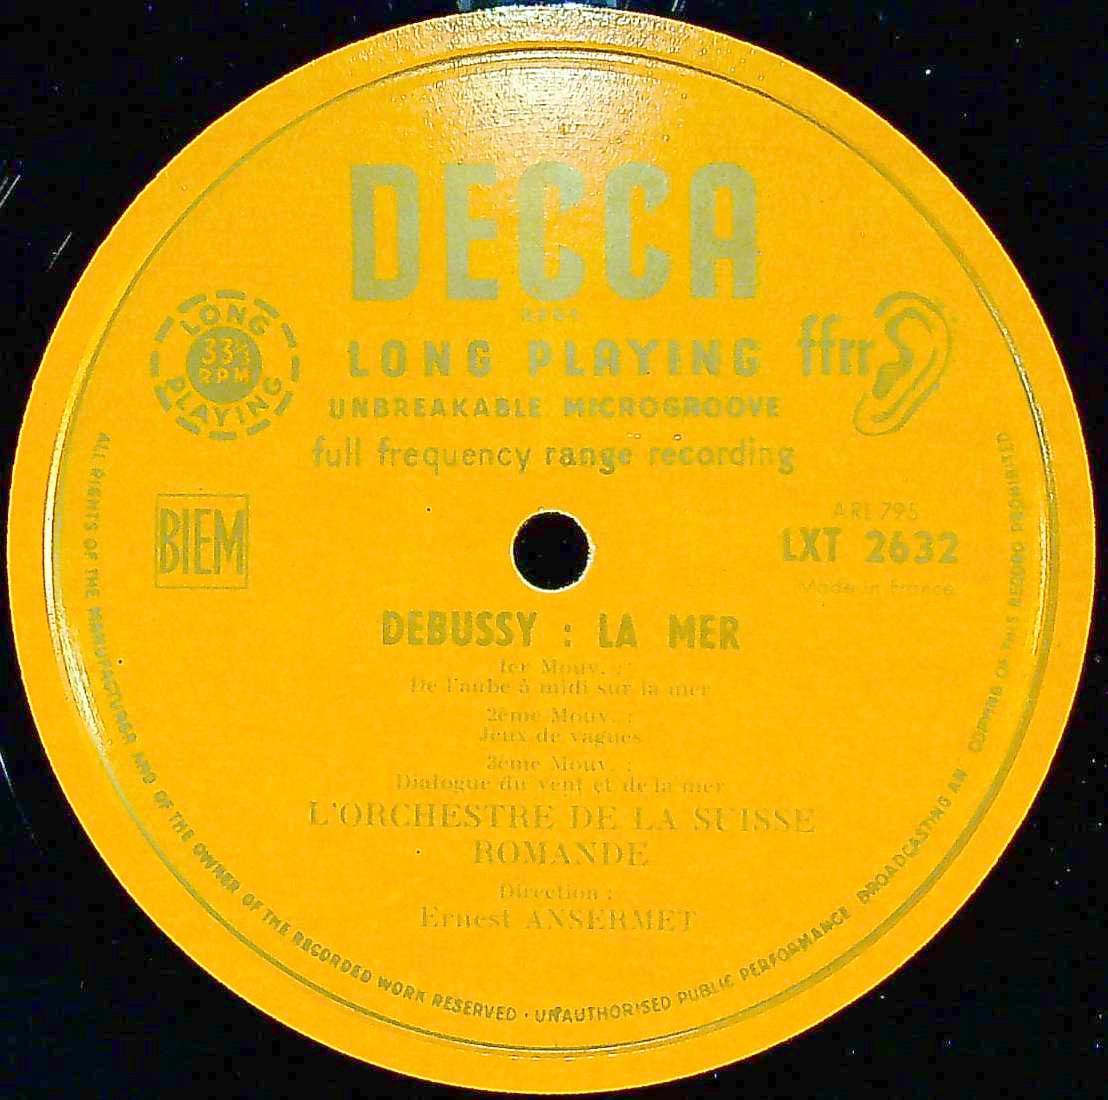 DECCA
LONG PLAYING
33⅓
RPM
LONG PLAYING
ffrr
UNBREAKABLE MICROGROOVE
full frequency range recording
BIEM
ARL 795
LXT 2632
Made in France
DEBUSSY : LA MER
1er Mouv. :
De l'aube à midi sur la mer
2ème Mouv. :
Jeux de vagues
3ème Mouv. :
Dialogue du vent et de la mer
L'ORCHESTRE DE LA SUISSE
ROMANDE
Direction :
Ernest ANSERMET
ALL RIGHTS OF THE MANUFACTURER AND OF THE OWNER OF THE RECORDED WORK RESERVED · UNAUTHORISED PUBLIC PERFORMANCE BROADCASTING AN COPYING OF THIS RECORD PROHIBITED